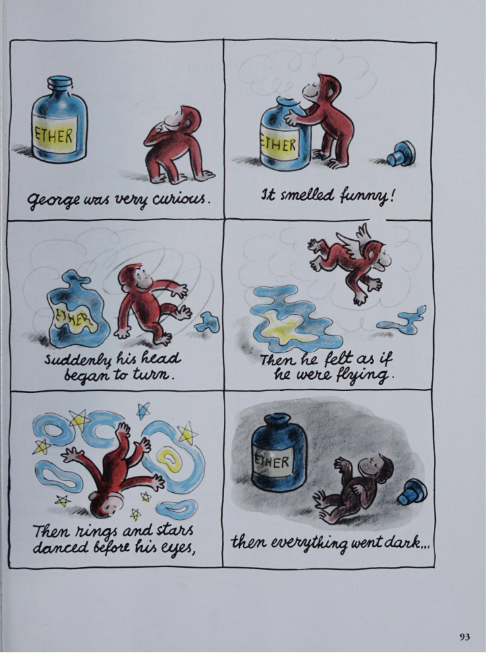 ETHER
George was very curious.
ETHER
It smelled funny!
ETHER
Suddenly his head
began to turn.
Then he felt as if
he were flying.
Then rings and stars
danced before his eyes,
ETHER
then everything went dark...
93